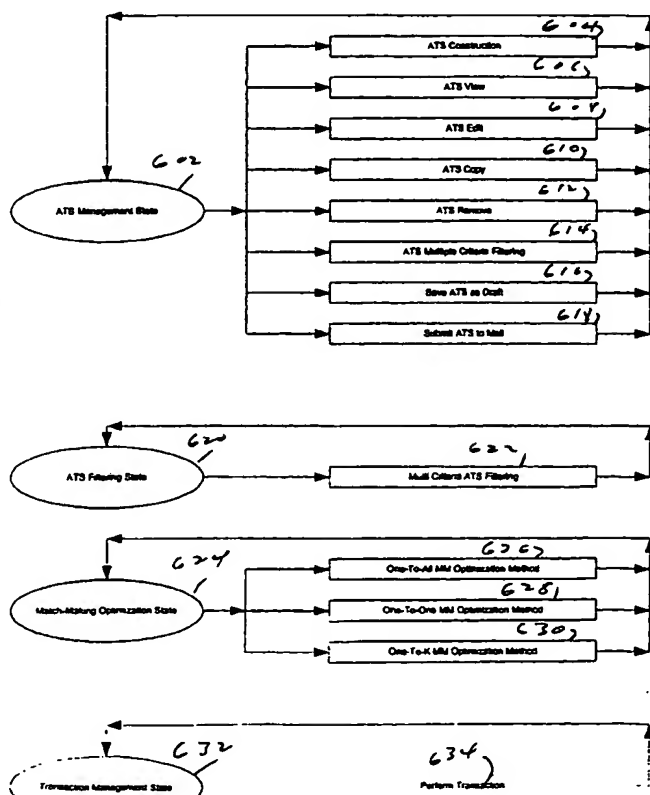 604
ATS Construction
606
ATS View
608
ATS Edit
610
ATS Copy
602
ATS Management State
612
ATS Remove
614
ATS Multiple Criteria Filtering
616
Save ATS as Draft
618
Submit ATS to Mall
620
ATS Filtering State
622
Multi Criteria ATS Filtering
624
Match-Making Optimization State
626
One-To-All MM Optimization Method
628
One-To-One MM Optimization Method
630
One-To-K MM Optimization Method
632
Transaction Management State
634
Perform Transaction